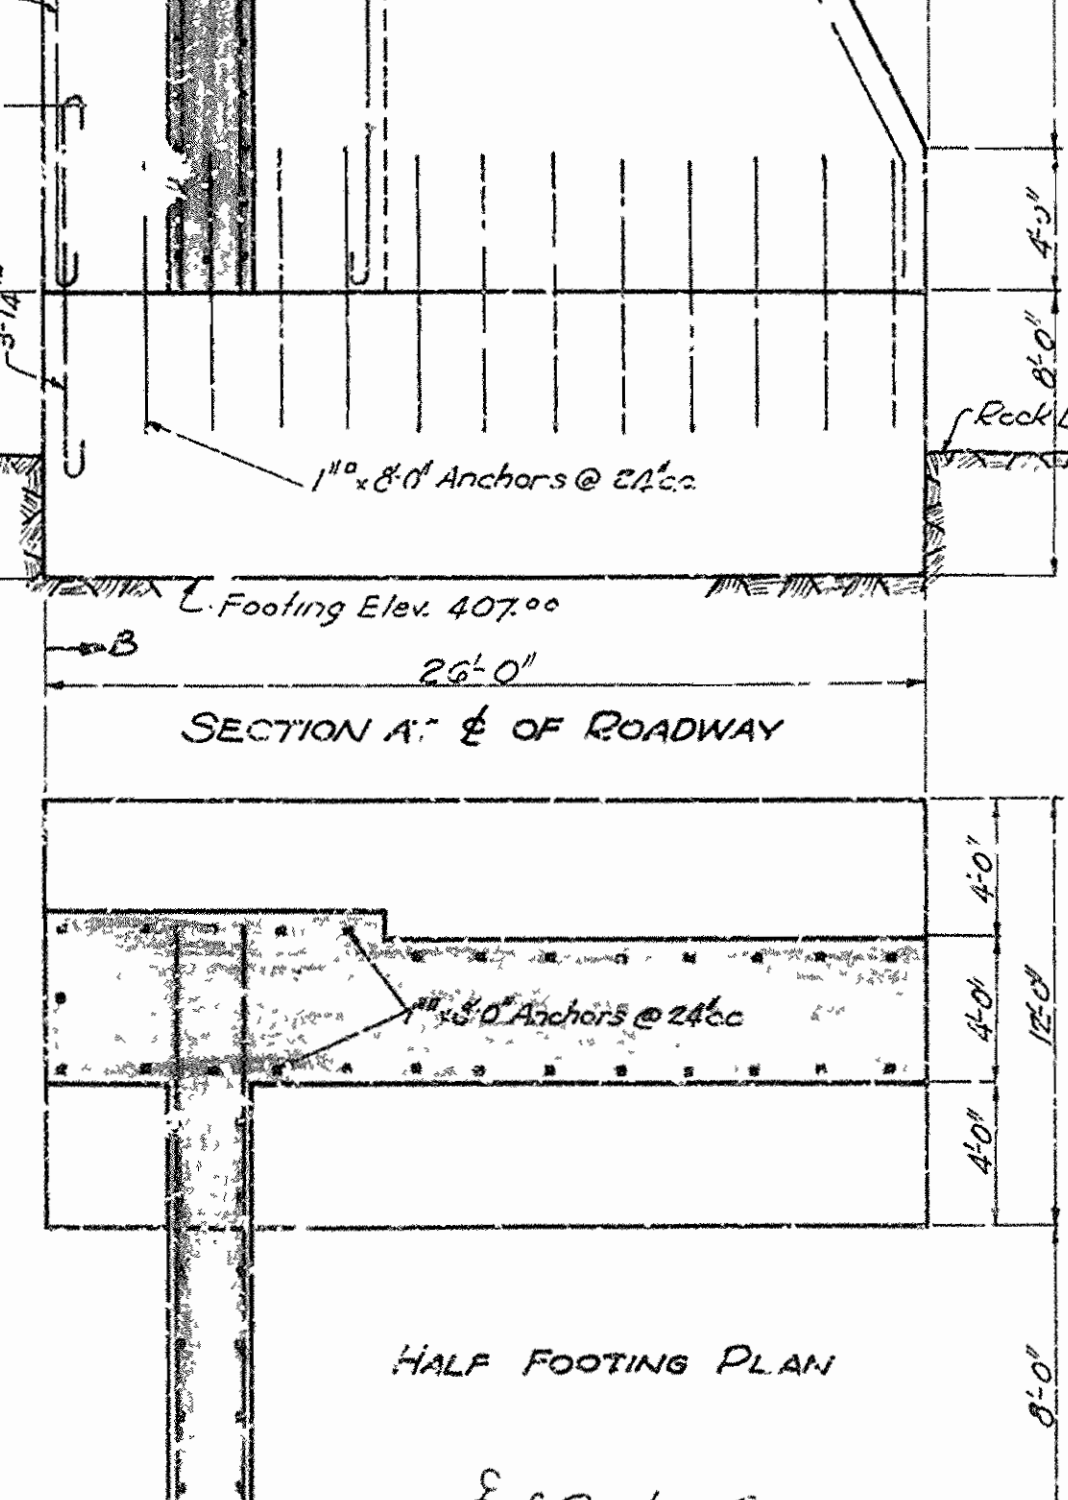 4'-0"
8'-0"
Rock
1"⌀ x 8'-0" Anchors @ 24"cc
Footing Elev. 407.00
B
26'-0"
SECTION AT ℄ OF ROADWAY
4'-0"
1"⌀ x 8'-0" Anchors @ 24"cc
4'-0"
12'-0"
4'-0"
HALF FOOTING PLAN
8'-0"